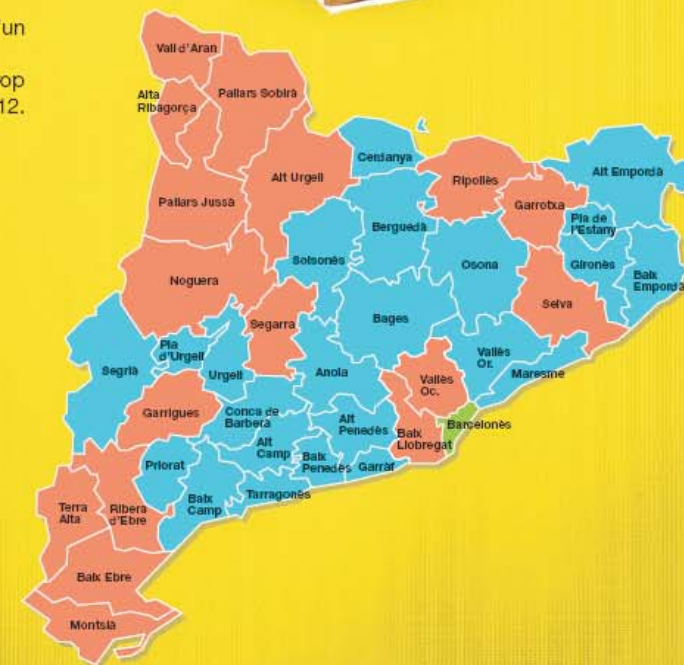 'un
op
12.
Vall d'Aran
Alta
Ribagorça
Pallars Sobirà
Cerdanya
Alt Urgell
Ripollès
Alt Empordà
Pallars Jussà
Garrotxa
Pla de
l'Estany
Berguedà
Solsonès
Osona
Gironès
Baix
Empordà
Noguera
Selva
Segarra
Bages
Pla
d'Urgell
Segrià
Urgell
Anoia
Vallès
Or.
Vallès
Oc.
Maresme
Garrigues
Conca de
Barberà
Alt
Penedès
Barcelonès
Baix
Llobregat
Alt
Camp
Baix
Penedès
Garraf
Priorat
Baix
Camp
Tarragonès
Terra
Alta
Ribera
d'Ebre
Baix Ebre
Montsià